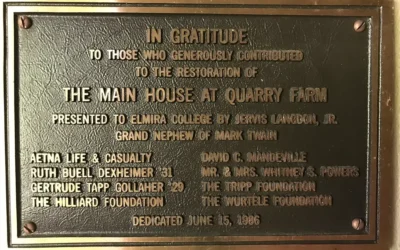 IN GRATITUDE
TO THOSE WHO GENEROUSLY CONTRIBUTED
TO THE RESTORATION OF
THE MAIN HOUSE AT QUARRY FARM
PRESENTED TO ELMIRA COLLEGE BY JERVIS LANGDON, JR.
GRAND NEPHEW OF MARK TWAIN
AETNA LIFE & CASUALTY
RUTH BUELL DEXHEIMER '31
GERTRUDE TAPP GOLLAHER '29
THE HILLIARD FOUNDATION
DAVID C. MANDEVILLE
MR. & MRS. WHITNEY S. POWERS
THE TRIPP FOUNDATION
THE WURTELE FOUNDATION
DEDICATED JUNE 15, 1986